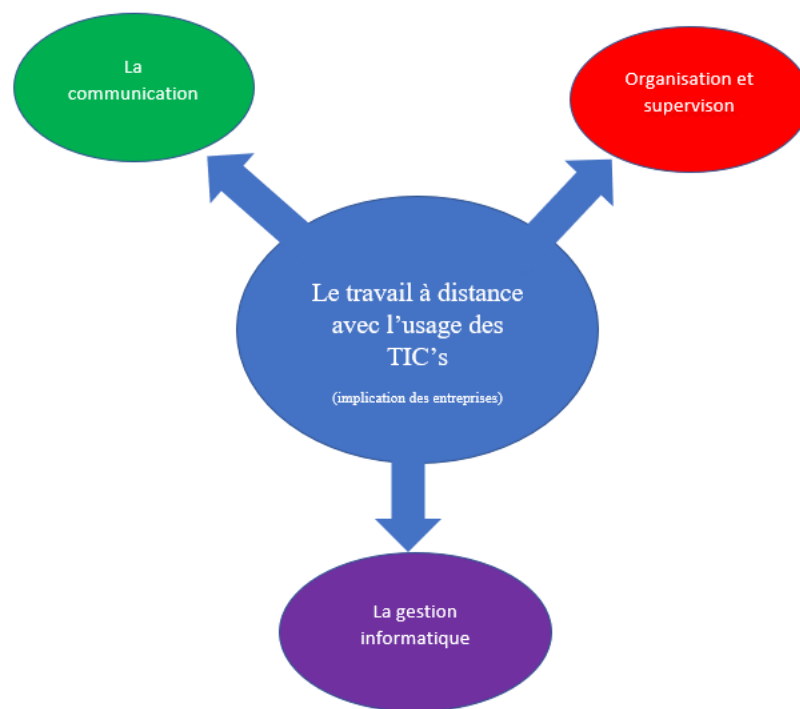 La
communication
Organisation et
supervison
Le travail à distance
avec l'usage des
TIC's
(implication des entreprises)
La gestion
informatique